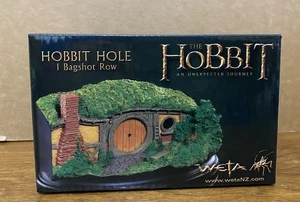 HOBBIT HOLE
1 Bagshot Row
THE
HOBBIT
AN UNEXPECTED JOURNEY
WETA
www.wetaNZ.com